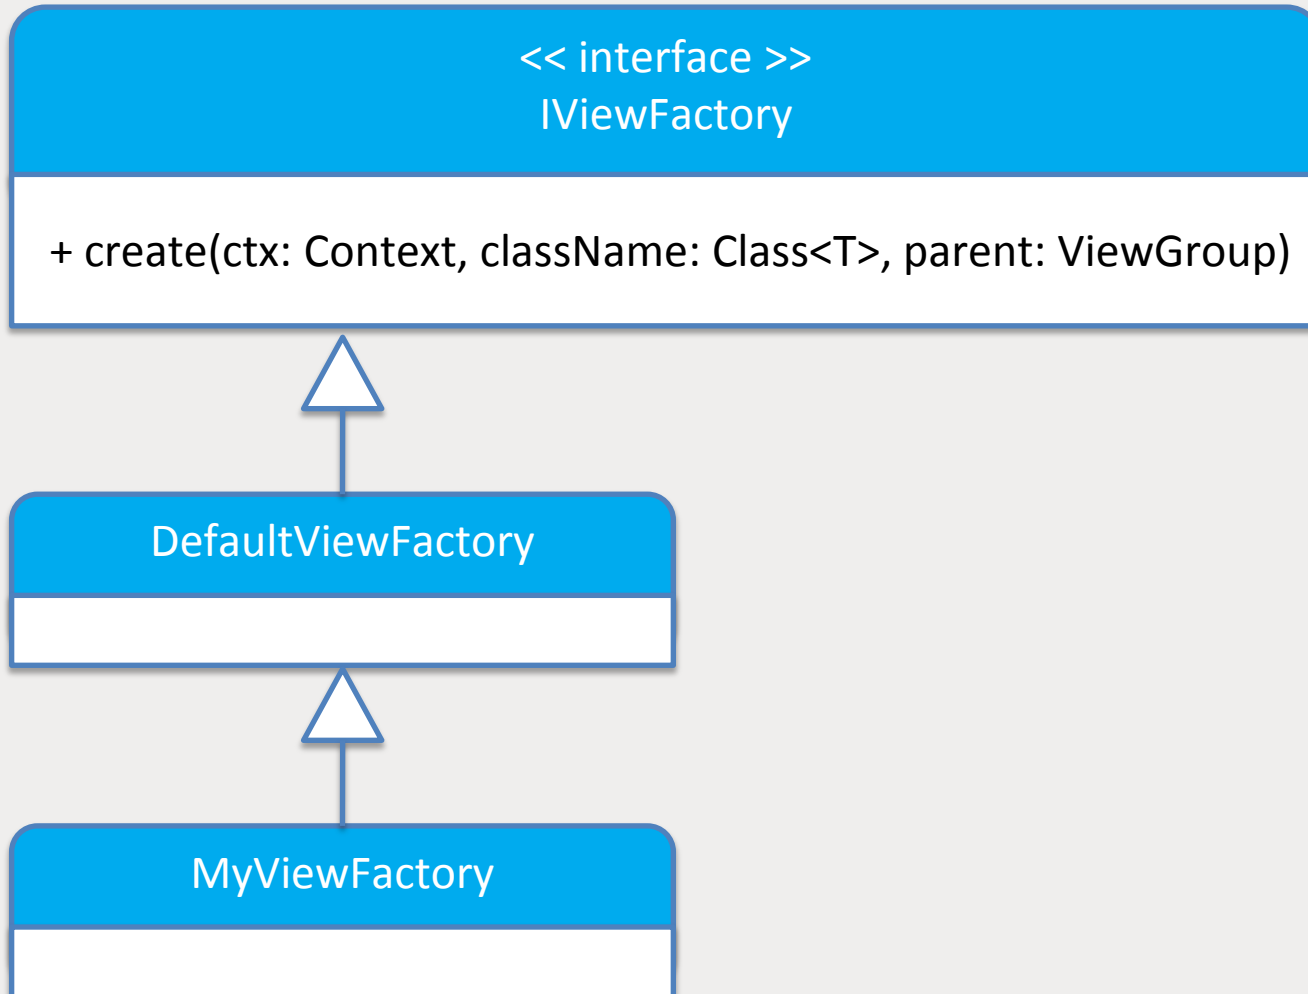 << interface >>
IViewFactory
+ create(ctx: Context, className: Class<T>, parent: ViewGroup)
DefaultViewFactory
MyViewFactory